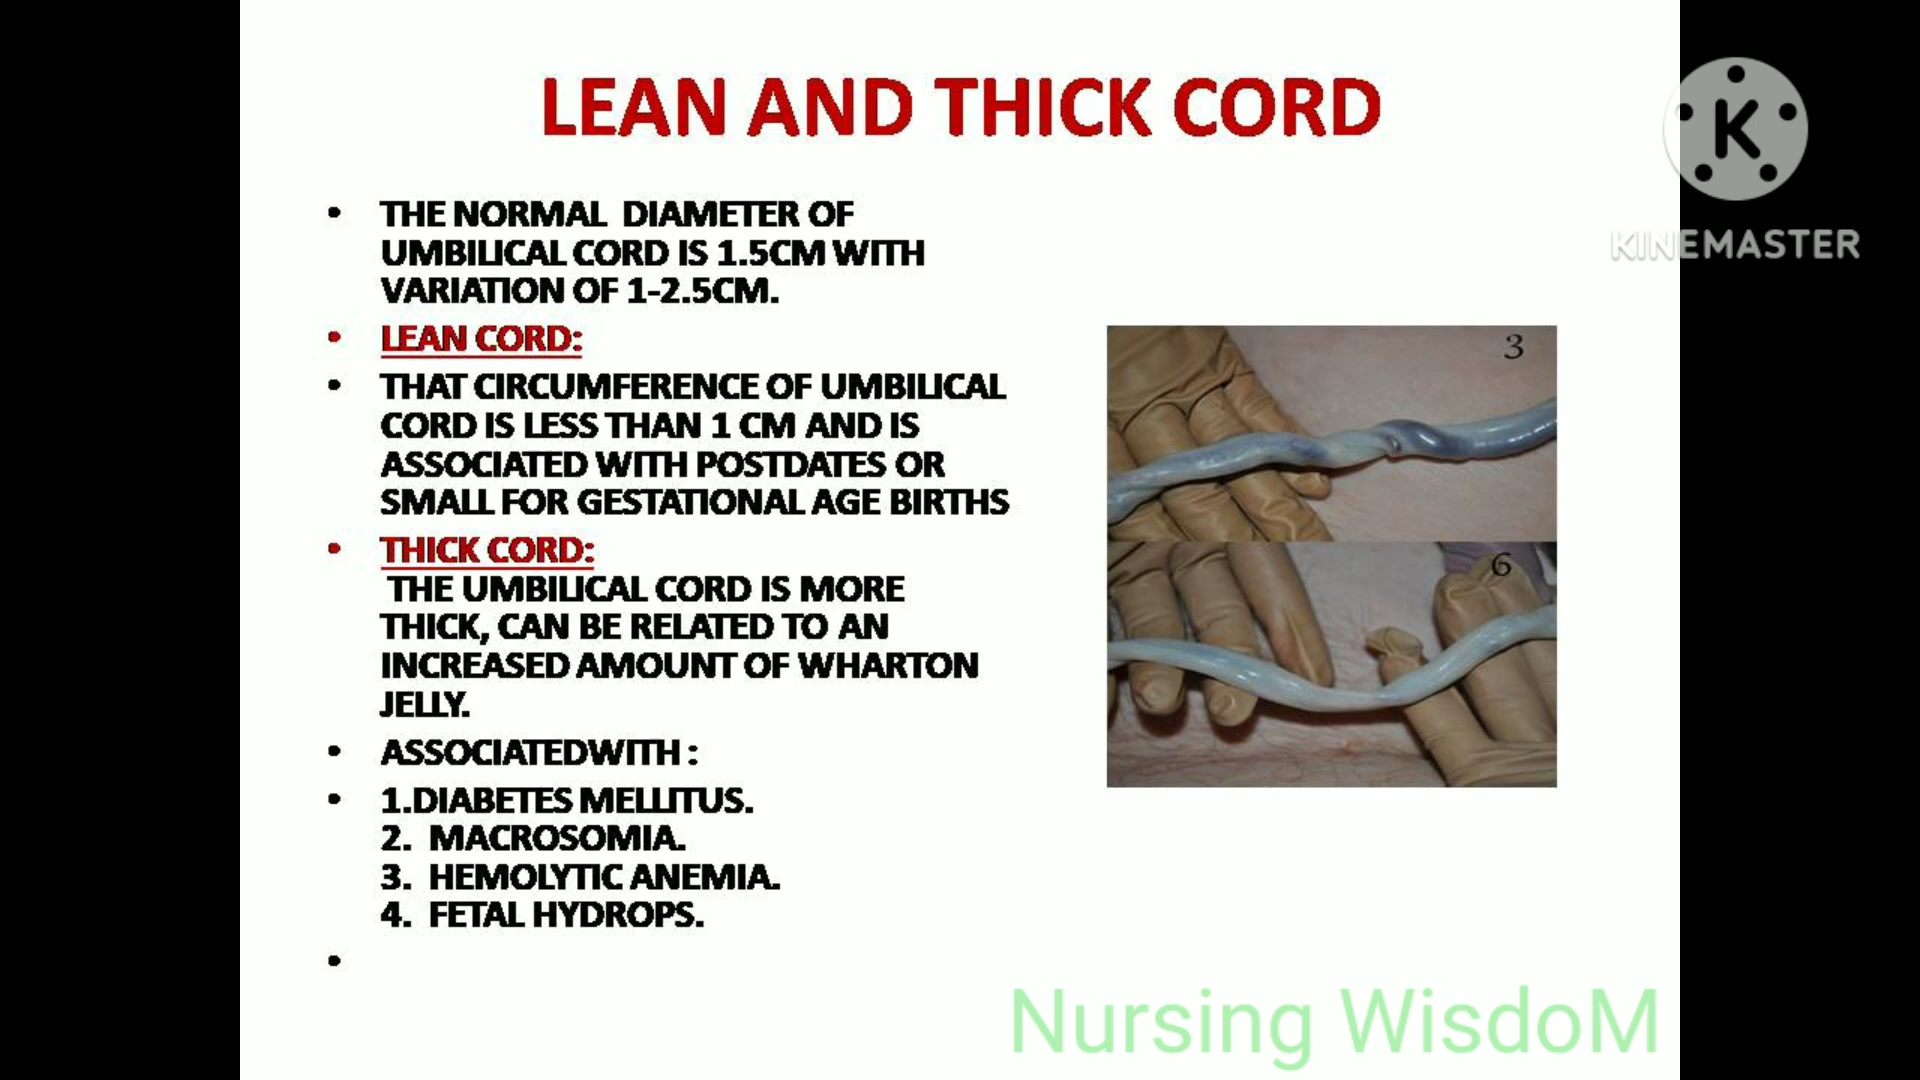 LEAN AND THICK CORD
K
KINEMASTER
• THE NORMAL DIAMETER OF
UMBILICAL CORD IS 1.5CM WITH
VARIATION OF 1-2.5CM.
• LEAN CORD:
• THAT CIRCUMFERENCE OF UMBILICAL
CORD IS LESS THAN 1 CM AND IS
ASSOCIATED WITH POSTDATES OR
SMALL FOR GESTATIONAL AGE BIRTHS
• THICK CORD:
THE UMBILICAL CORD IS MORE
THICK, CAN BE RELATED TO AN
INCREASED AMOUNT OF WHARTON
JELLY.
• ASSOCIATEDWITH :
• 1.DIABETES MELLITUS.
2. MACROSOMIA.
3. HEMOLYTIC ANEMIA.
4. FETAL HYDROPS.
•
3
6
Nursing WisdoM